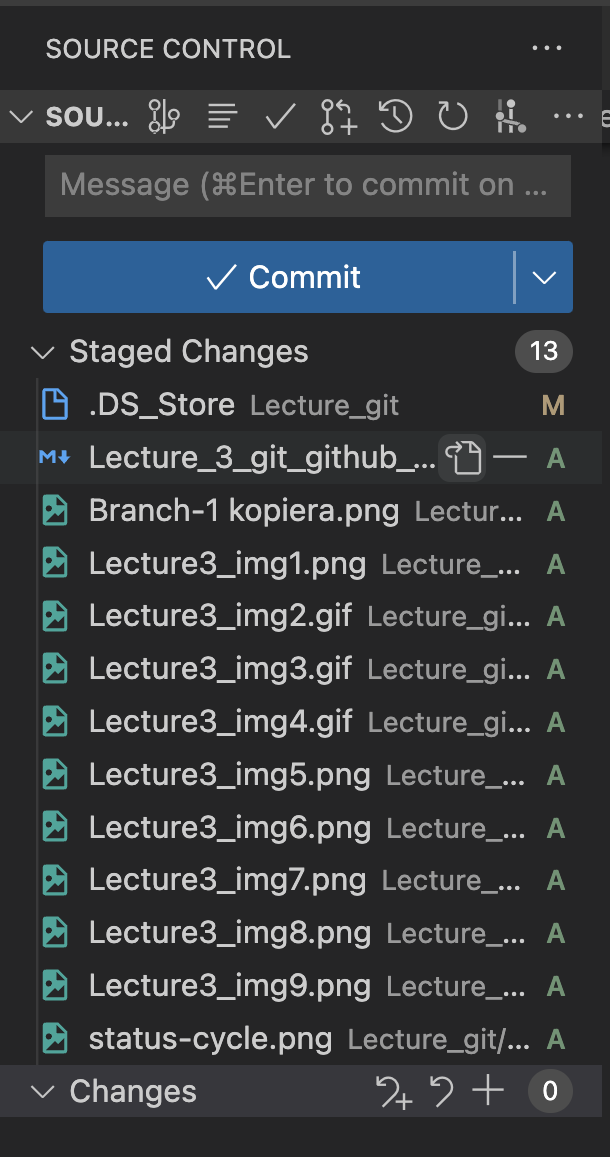 SOURCE CONTROL
SOU...
Message (⌘Enter to commit on ...
Commit
Staged Changes 13
.DS_Store Lecture_git M
Lecture_3_git_github_... A
Branch-1 kopiera.png Lectur... A
Lecture3_img1.png Lecture_... A
Lecture3_img2.gif Lecture_gi... A
Lecture3_img3.gif Lecture_gi... A
Lecture3_img4.gif Lecture_gi... A
Lecture3_img5.png Lecture_... A
Lecture3_img6.png Lecture_... A
Lecture3_img7.png Lecture_... A
Lecture3_img8.png Lecture_... A
Lecture3_img9.png Lecture_... A
status-cycle.png Lecture_git/... A
Changes 0